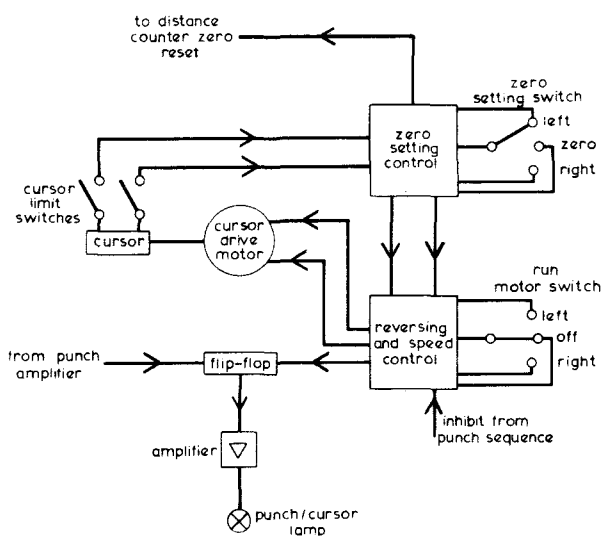 to distance
counter zero
reset
zero
setting switch
left
zero
right
zero
setting
control
cursor
limit
switches
cursor
cursor
drive
motor
run
motor switch
left
off
right
reversing
and speed
control
from punch
amplifier
flip-flop
inhibit from
punch sequence
amplifier
punch/cursor
lamp